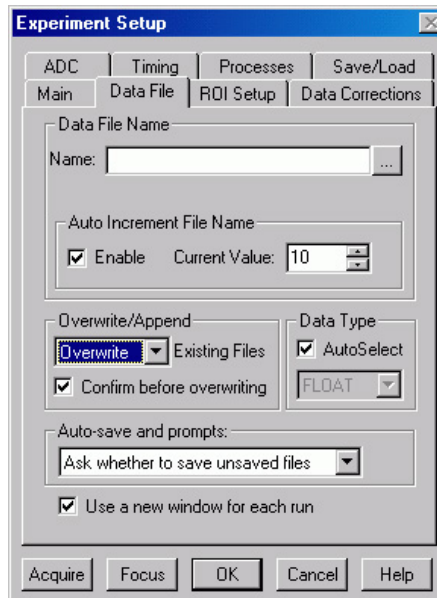 Experiment Setup
ADC Timing Processes Save/Load
Main Data File ROI Setup Data Corrections
Data File Name
Name: ...
Auto Increment File Name
Enable Current Value: 10
Overwrite/Append Data Type
Overwrite Existing Files AutoSelect
Confirm before overwriting FLOAT
Auto-save and prompts:
Ask whether to save unsaved files
Use a new window for each run
Acquire Focus OK Cancel Help